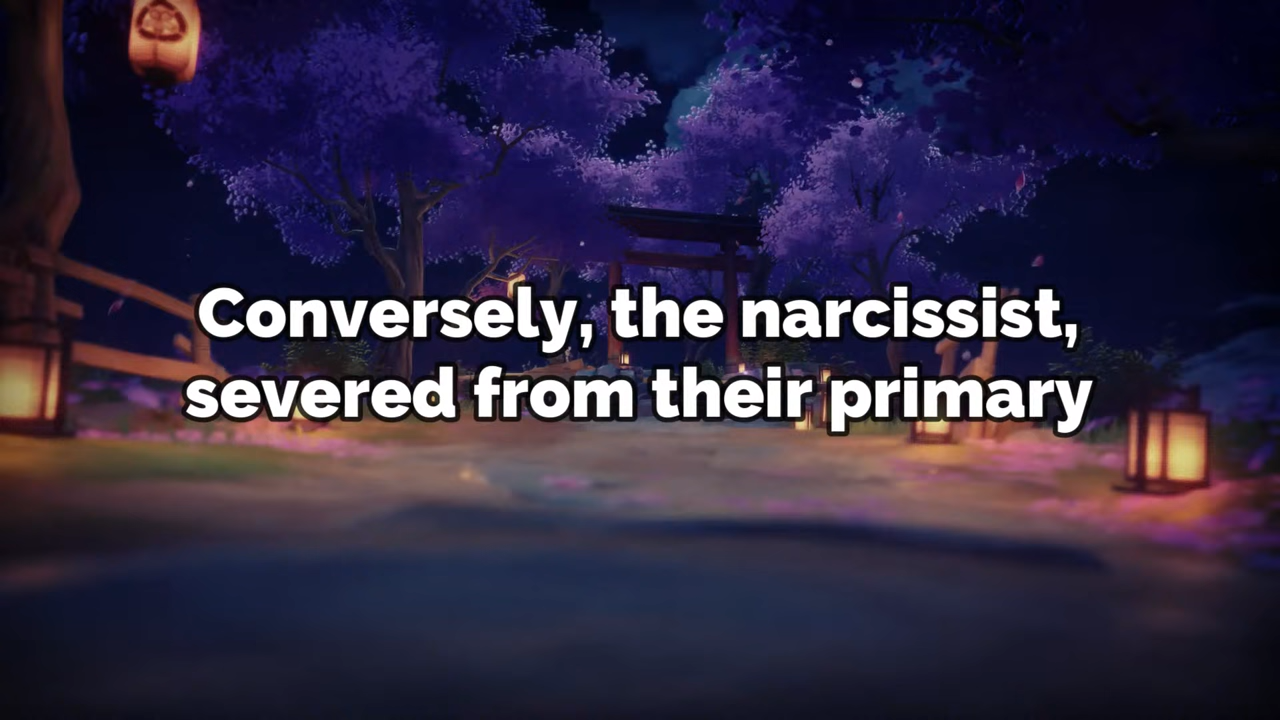 Conversely, the narcissist,
severed from their primary